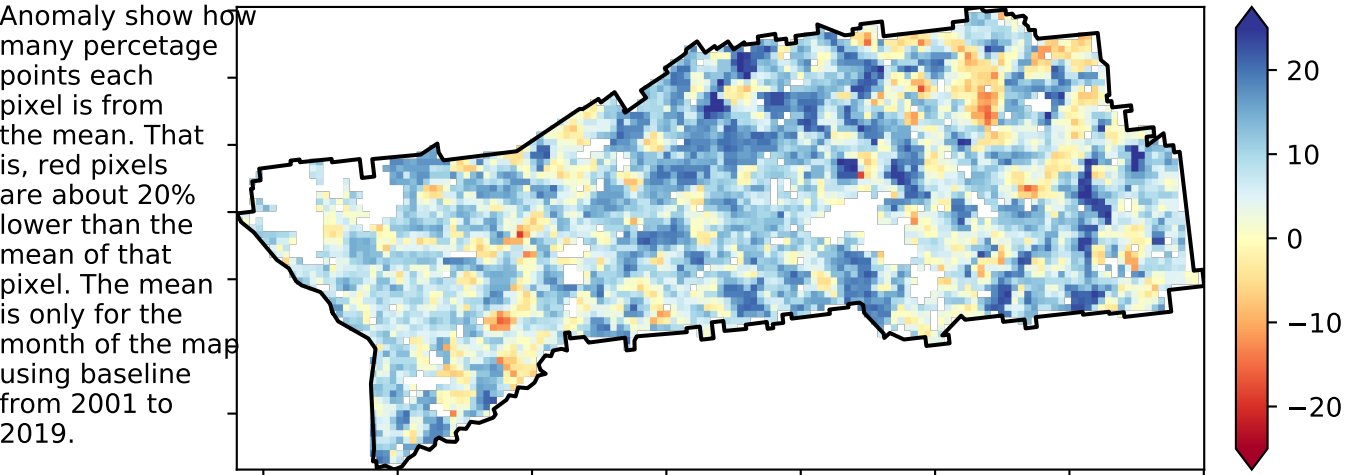 Anomaly show how
many percetage
points each
pixel is from
the mean. That
is, red pixels
are about 20%
lower than the
mean of that
pixel. The mean
is only for the
month of the map
using baseline
from 2001 to
2019.
20
10
0
−10
−20